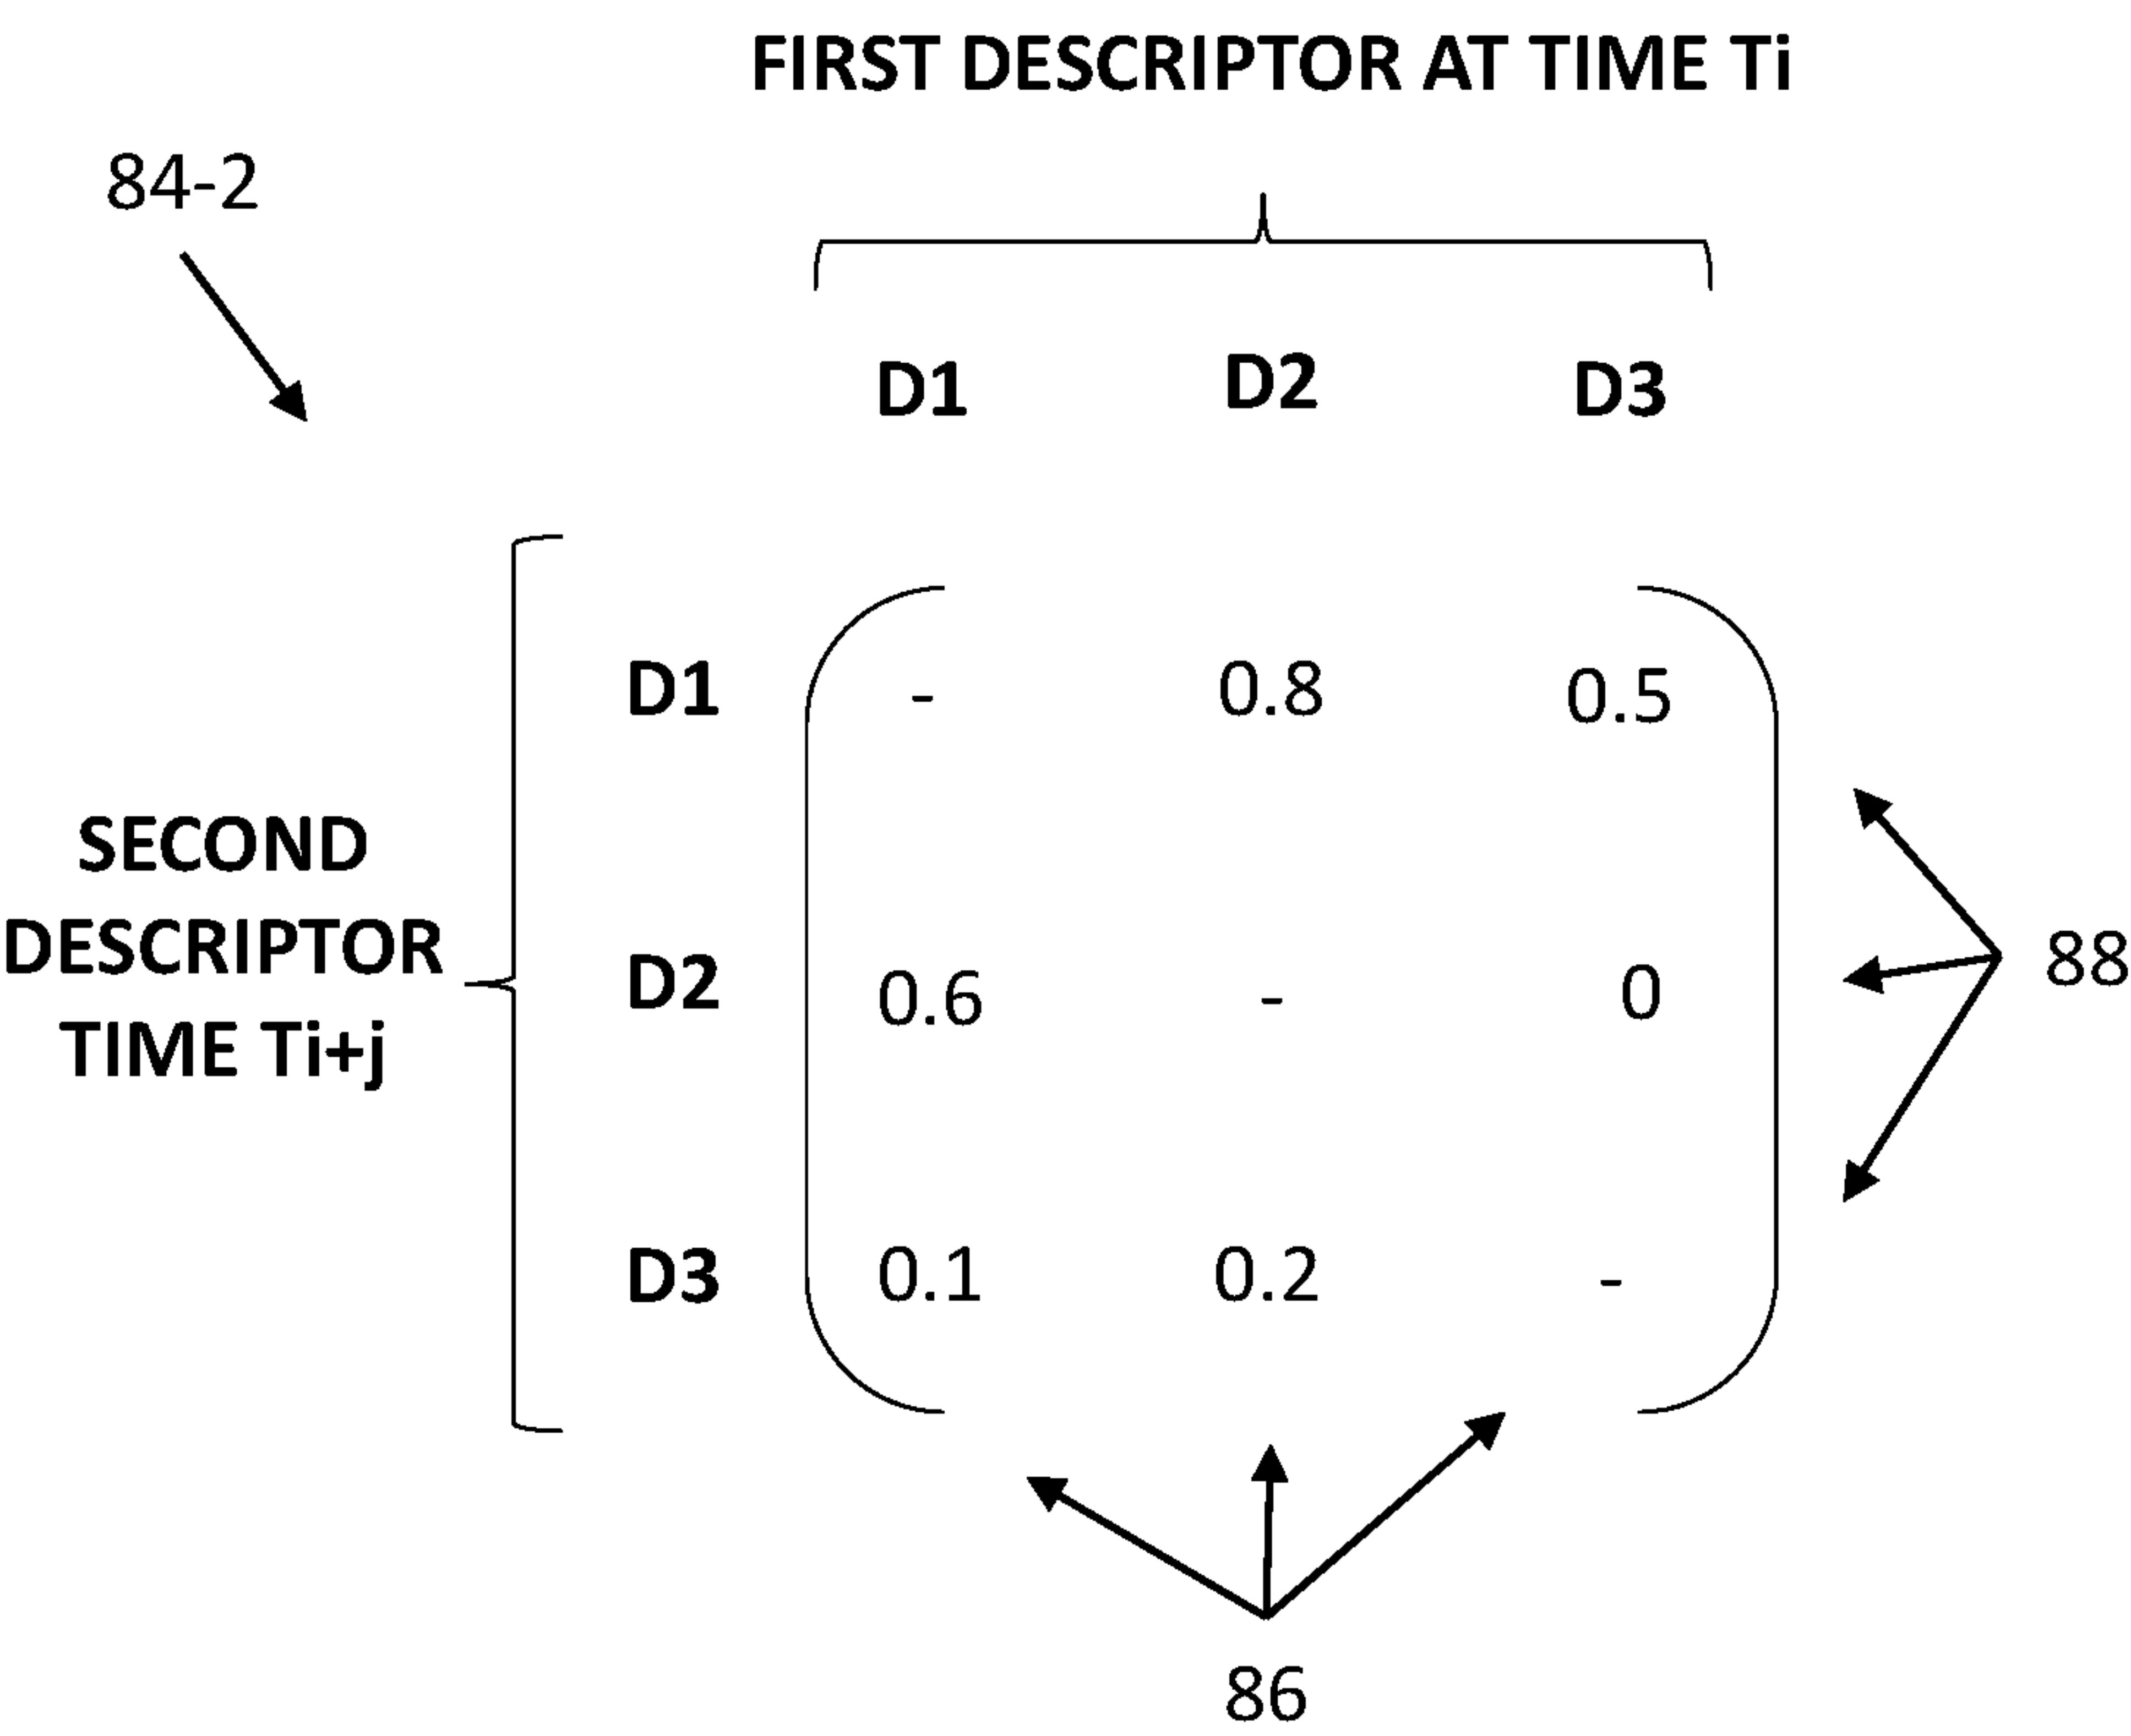 FIRST DESCRIPTOR AT TIME Ti
84-2
D1 D2 D3
D1 - 0.8 0.5
SECOND
DESCRIPTOR
TIME Ti+j
D2 0.6 - 0
88
D3 0.1 0.2 -
86